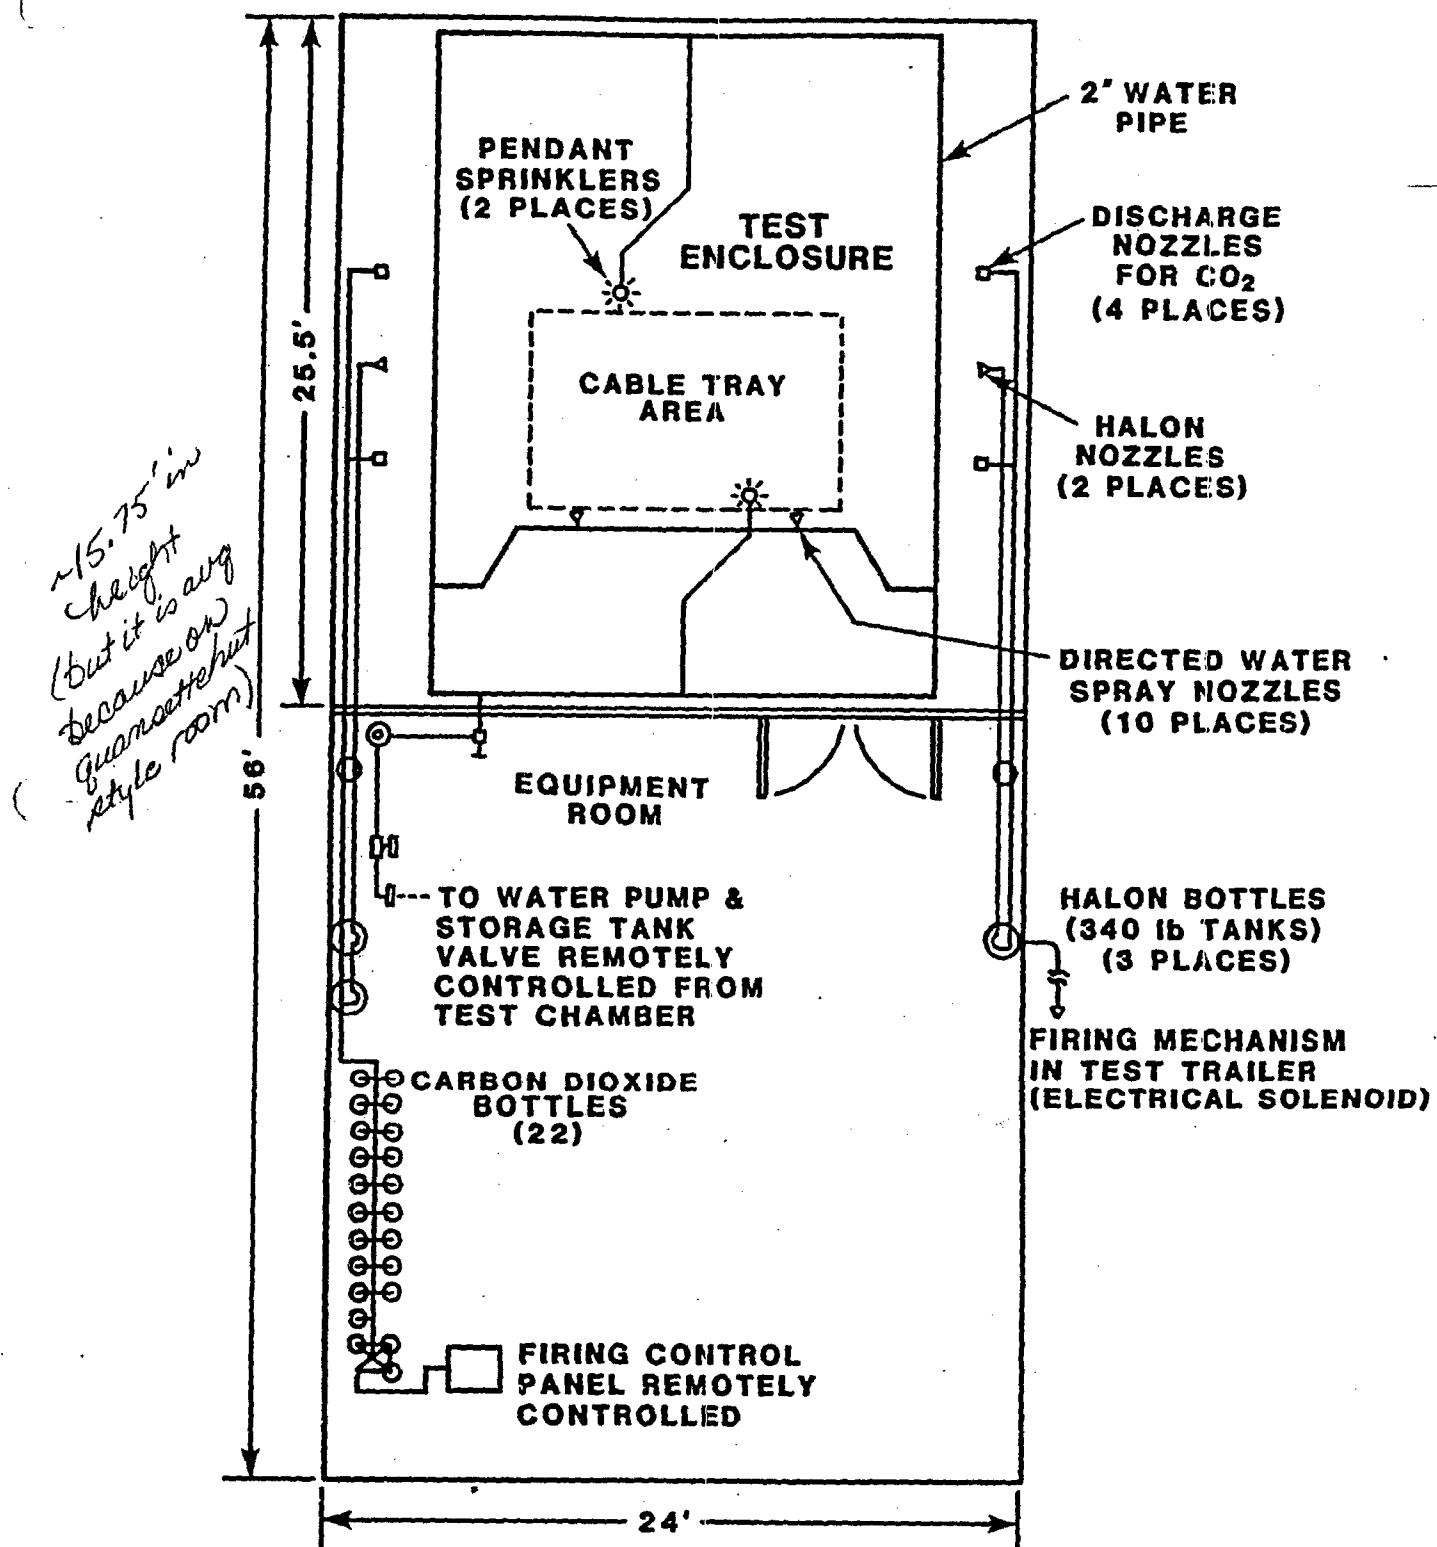 2" WATER
PIPE
PENDANT
SPRINKLERS
(2 PLACES)
TEST
ENCLOSURE
DISCHARGE
NOZZLES
FOR CO₂
(4 PLACES)
25.5'
CABLE TRAY
AREA
HALON
NOZZLES
(2 PLACES)
~15.75' in
height
(but it is avg
because on
quansettehut
style room)
DIRECTED WATER
SPRAY NOZZLES
(10 PLACES)
56'
EQUIPMENT
ROOM
TO WATER PUMP &
STORAGE TANK
VALVE REMOTELY
CONTROLLED FROM
TEST CHAMBER
HALON BOTTLES
(340 lb TANKS)
(3 PLACES)
FIRING MECHANISM
IN TEST TRAILER
(ELECTRICAL SOLENOID)
CARBON DIOXIDE
BOTTLES
(22)
FIRING CONTROL
PANEL REMOTELY
CONTROLLED
24'